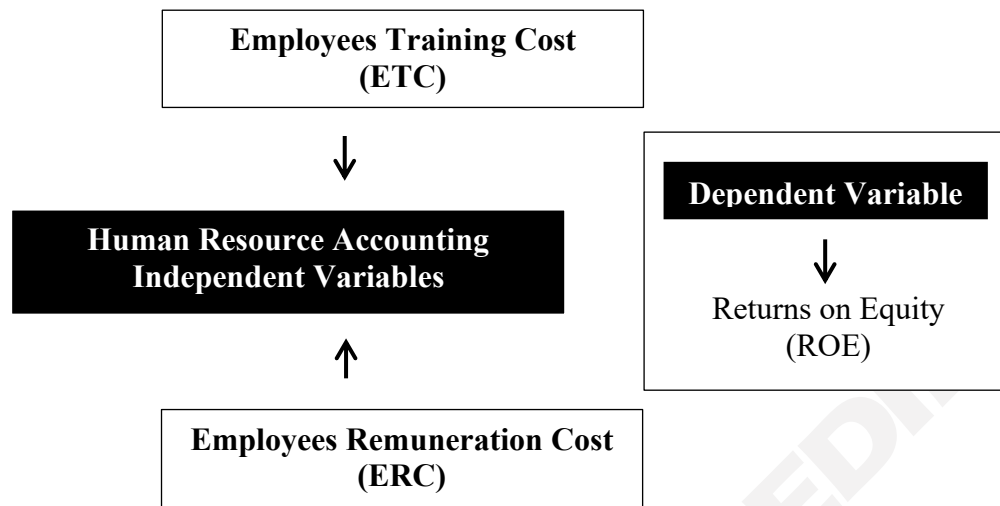 Employees Training Cost
(ETC)
Human Resource Accounting
Independent Variables
Dependent Variable
Returns on Equity
(ROE)
Employees Remuneration Cost
(ERC)